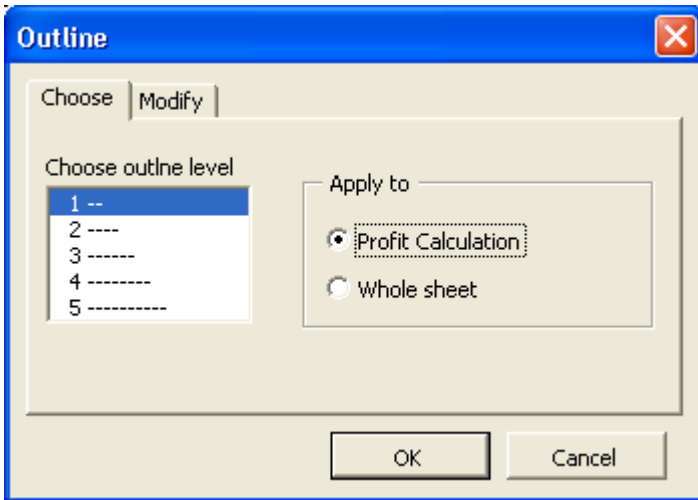 Outline
Choose Modify
Choose outlne level
1 --
2 ----
3 ------
4 --------
5 ----------
Apply to
Profit Calculation
Whole sheet
OK Cancel